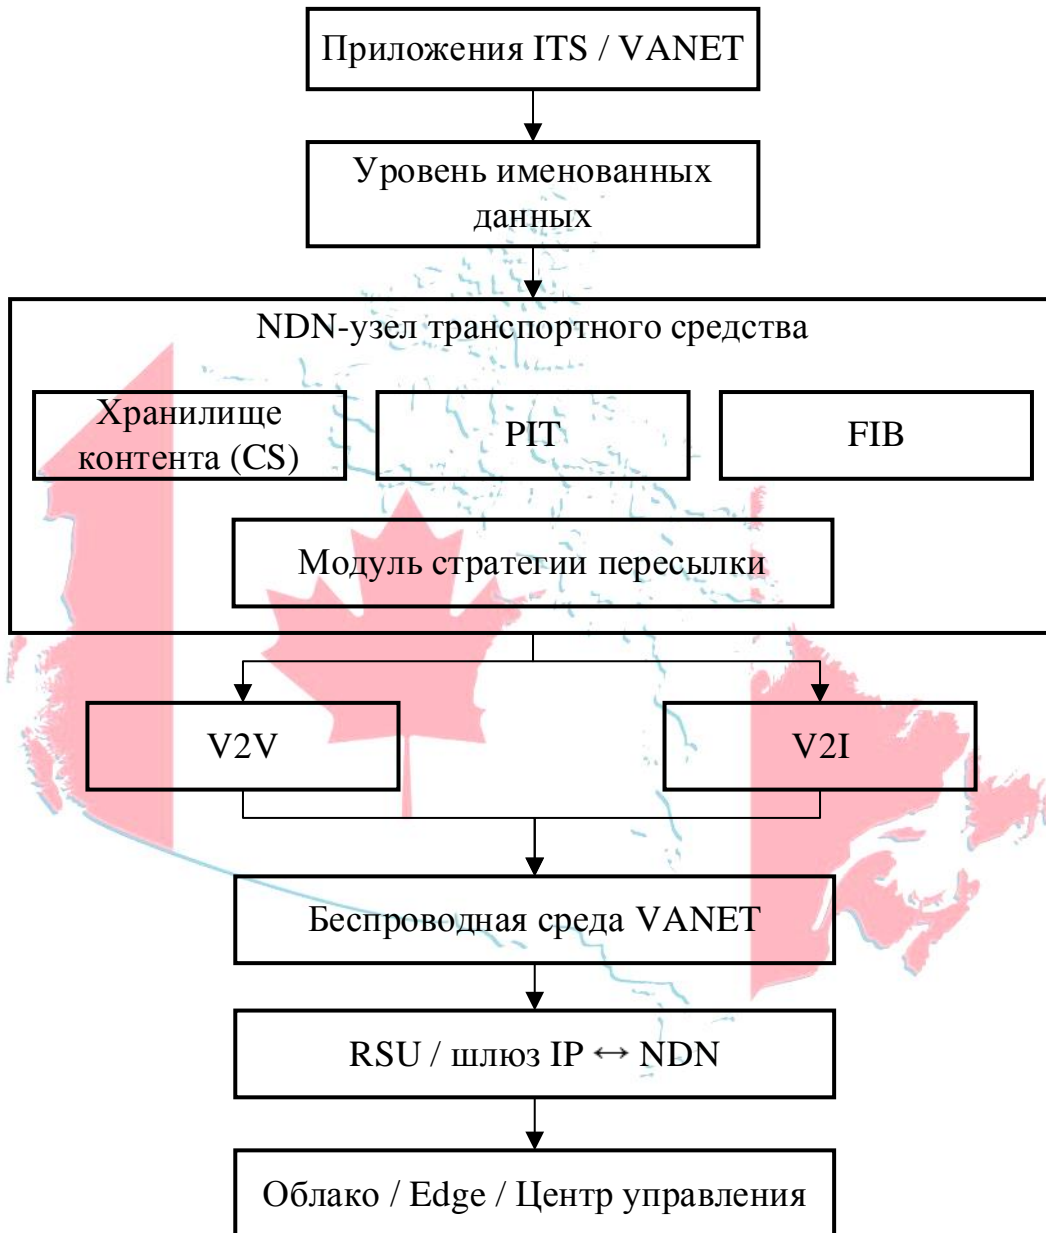 Приложения ITS / VANET
Уровень именованных
данных
NDN-узел транспортного средства
Хранилище
контента (CS)
PIT
FIB
Модуль стратегии пересылки
V2V
V2I
Беспроводная среда VANET
RSU / шлюз IP ↔ NDN
Облако / Edge / Центр управления